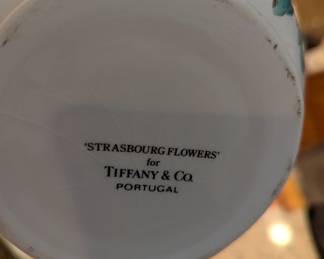 'STRASBOURG FLOWERS'
for
TIFFANY & CO.
PORTUGAL